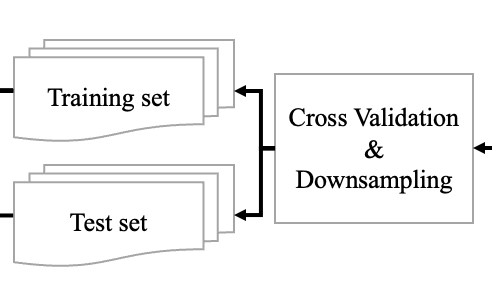 Training set
Cross Validation
&
Downsampling
Test set